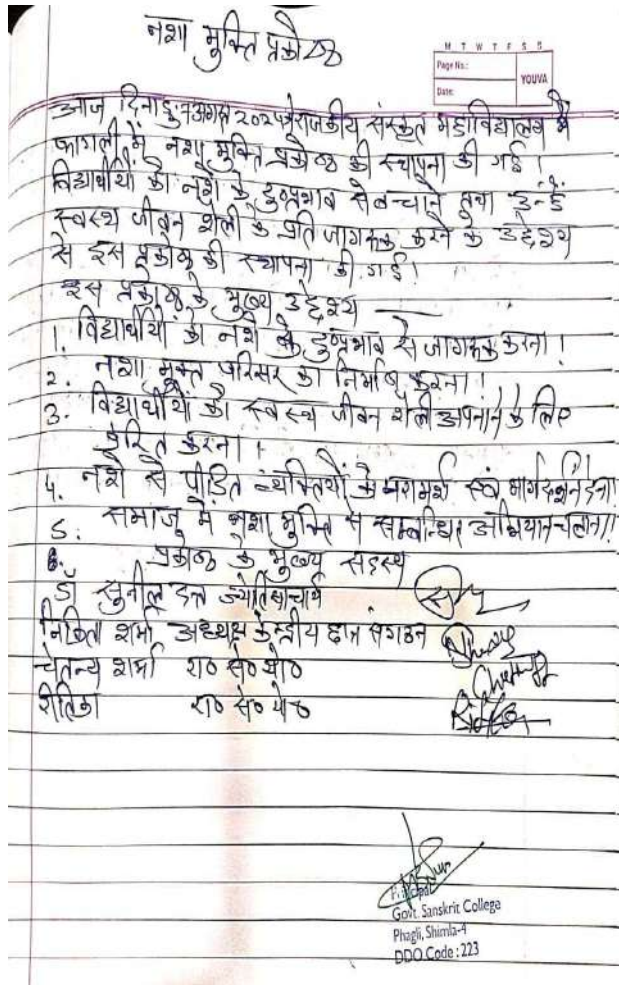 नशा मुक्ति प्रकोष्ठ
M T W T F S S
Page No.:
Date:
YOUVA
आज दिनाङ्क अगस्त राजकीय संस्कृत महाविद्यालय में
फागली में नशा मुक्ति प्रकोष्ठ की स्थापना की गई।
विद्यार्थीयों को नशे के दुष्प्रभाव से बचाने तथा उन्हें
स्वस्थ जीवन शैली के प्रति जागरूक करने के उद्देश्य
से इस प्रकोष्ठ की स्थापना की गई।
इस प्रकोष्ठ के मुख्य उद्देश्य —
1. विद्यार्थीयों को नशे के दुष्प्रभाव से जागरूक करना।
2. नशा मुक्त परिसर का निर्माण करना।
3. विद्यार्थीयों को स्वस्थ जीवन शैली अपनाने के लिए
प्रेरित करना।
4. नशे से पीड़ित व्यक्तियों को परामर्श एवं मार्गदर्शन देना।
5. समाज में नशा मुक्ति से सम्बन्धित अभियान चलाना।
6. प्रकोष्ठ के मुख्य सदस्य
डॉ सुनील दत्त ज्योतिषाचार्य
शर्मा अध्यक्ष केन्द्रीय छात्र संगठन
चेतन्य शर्मा रा० से० यो०
रीतिका रा० से० यो०
Principal
Govt. Sanskrit College
Phagli, Shimla-4
DDO Code : 223